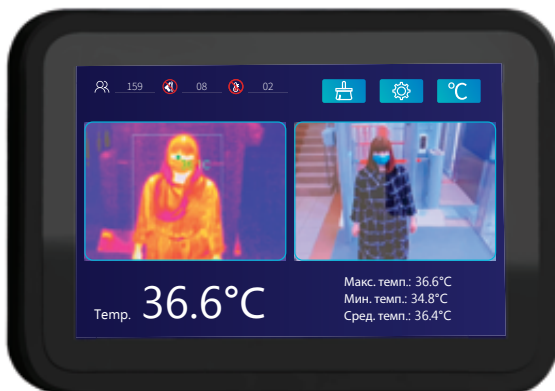 159 08 02 °C
Temp. 36.6°C
Макс. темп.: 36.6°C
Мин. темп.: 34.8°C
Сред. темп.: 36.4°C